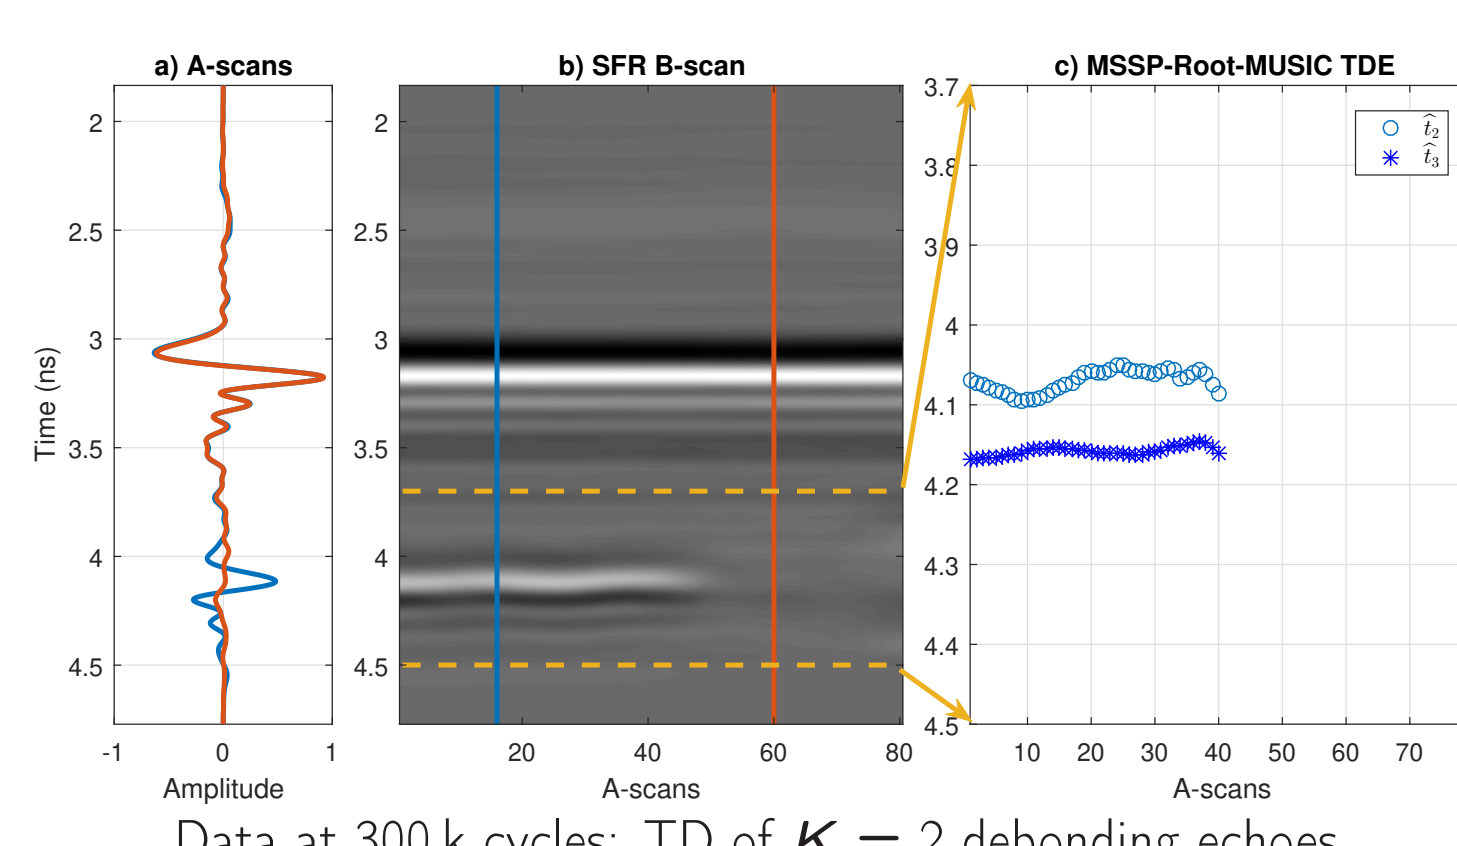 a) A-scans
b) SFR B-scan
c) MSSP-Root-MUSIC TDE
Time (ns)
2
2.5
3
3.5
4
4.5
-1 0 1
Amplitude
2
2.5
3
3.5
4
4.5
20 40 60 80
A-scans
3.7
3.8
3.9
4
4.1
4.2
4.3
4.4
4.5
10 20 30 40 50 60 70
A-scans
t̂₂
t̂₃
Data at 300 k cycles: TD of K = 2 debonding echoes